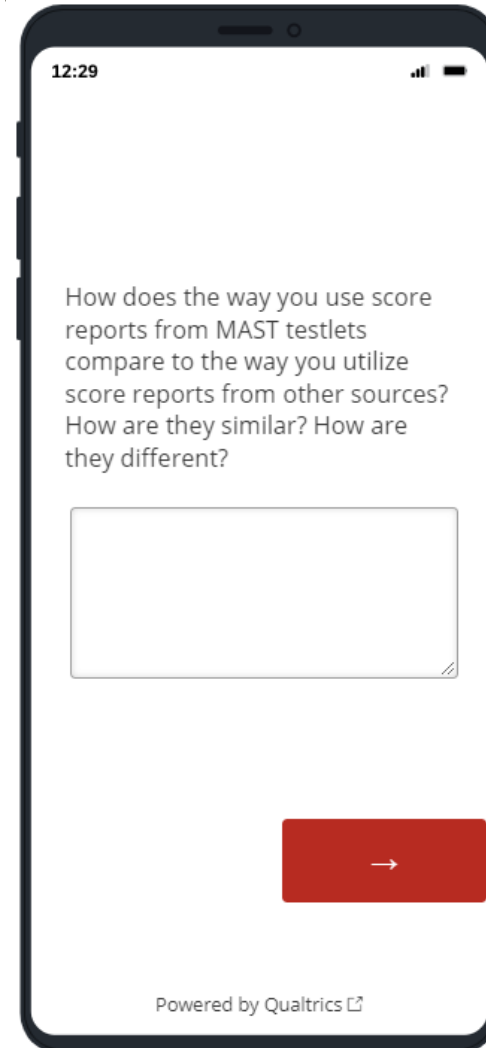 12:29
How does the way you use score
reports from MAST testlets
compare to the way you utilize
score reports from other sources?
How are they similar? How are
they different?
→
Powered by Qualtrics